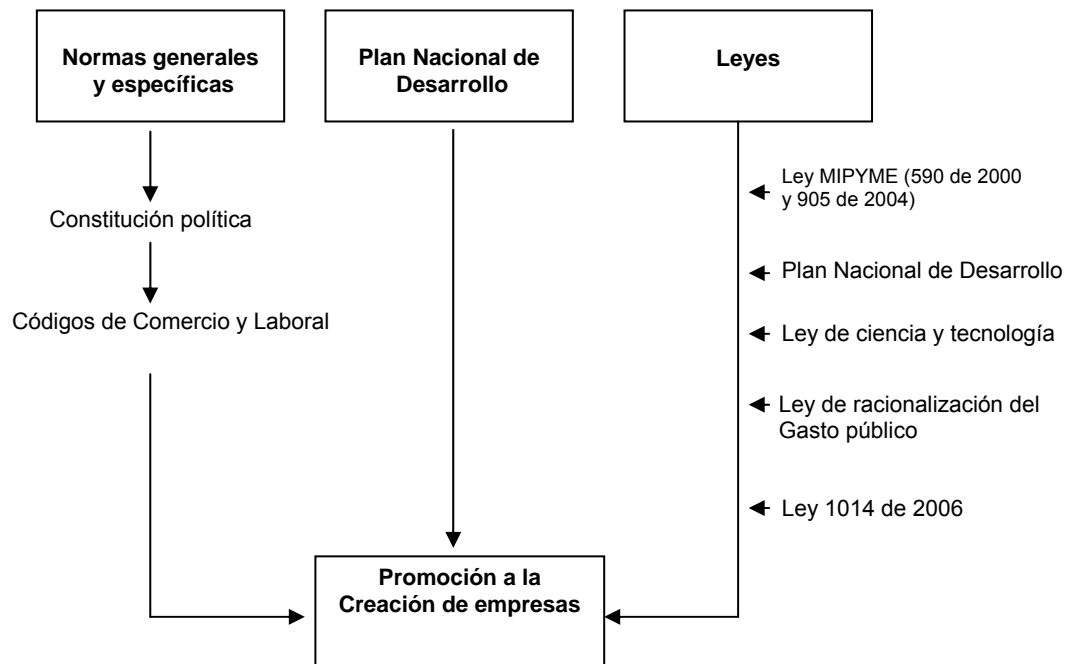 Normas generales
y específicas
Plan Nacional de
Desarrollo
Leyes
Constitución política
Códigos de Comercio y Laboral
Ley MIPYME (590 de 2000
y 905 de 2004)
Plan Nacional de Desarrollo
Ley de ciencia y tecnología
Ley de racionalización del
Gasto público
Ley 1014 de 2006
Promoción a la
Creación de empresas